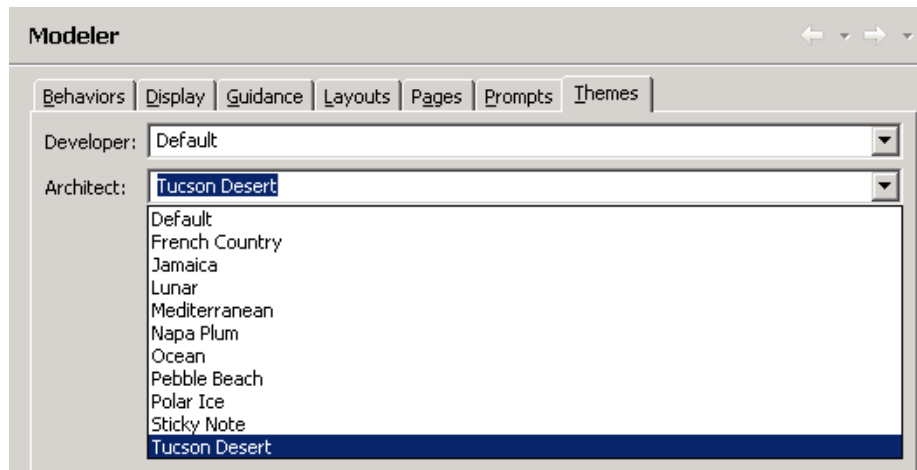 Modeler
Behaviors Display Guidance Layouts Pages Prompts Themes
Developer: Default
Architect: Tucson Desert
Default
French Country
Jamaica
Lunar
Mediterranean
Napa Plum
Ocean
Pebble Beach
Polar Ice
Sticky Note
Tucson Desert